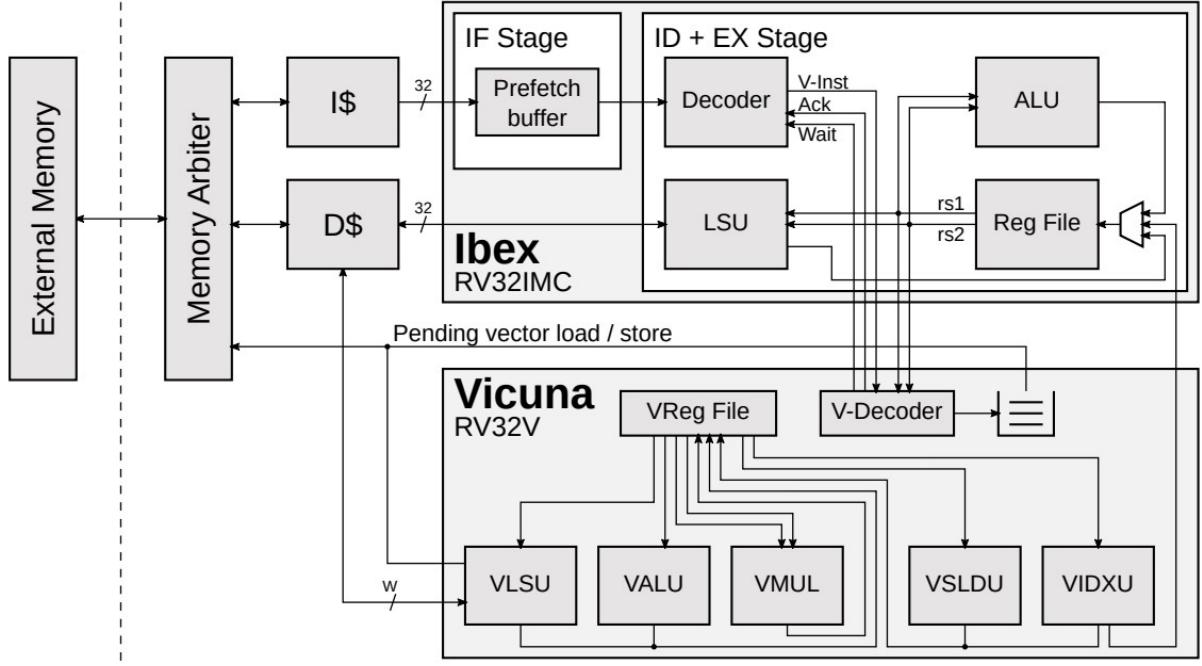 External Memory
Memory Arbiter
I$
D$
32
32
IF Stage
Prefetch
buffer
ID + EX Stage
Decoder
V-Inst
Ack
Wait
ALU
LSU
rs1
rs2
Reg File
Ibex
RV32IMC
Pending vector load / store
Vicuna
RV32V
VReg File
V-Decoder
w
VLSU
VALU
VMUL
VSLDU
VIDXU